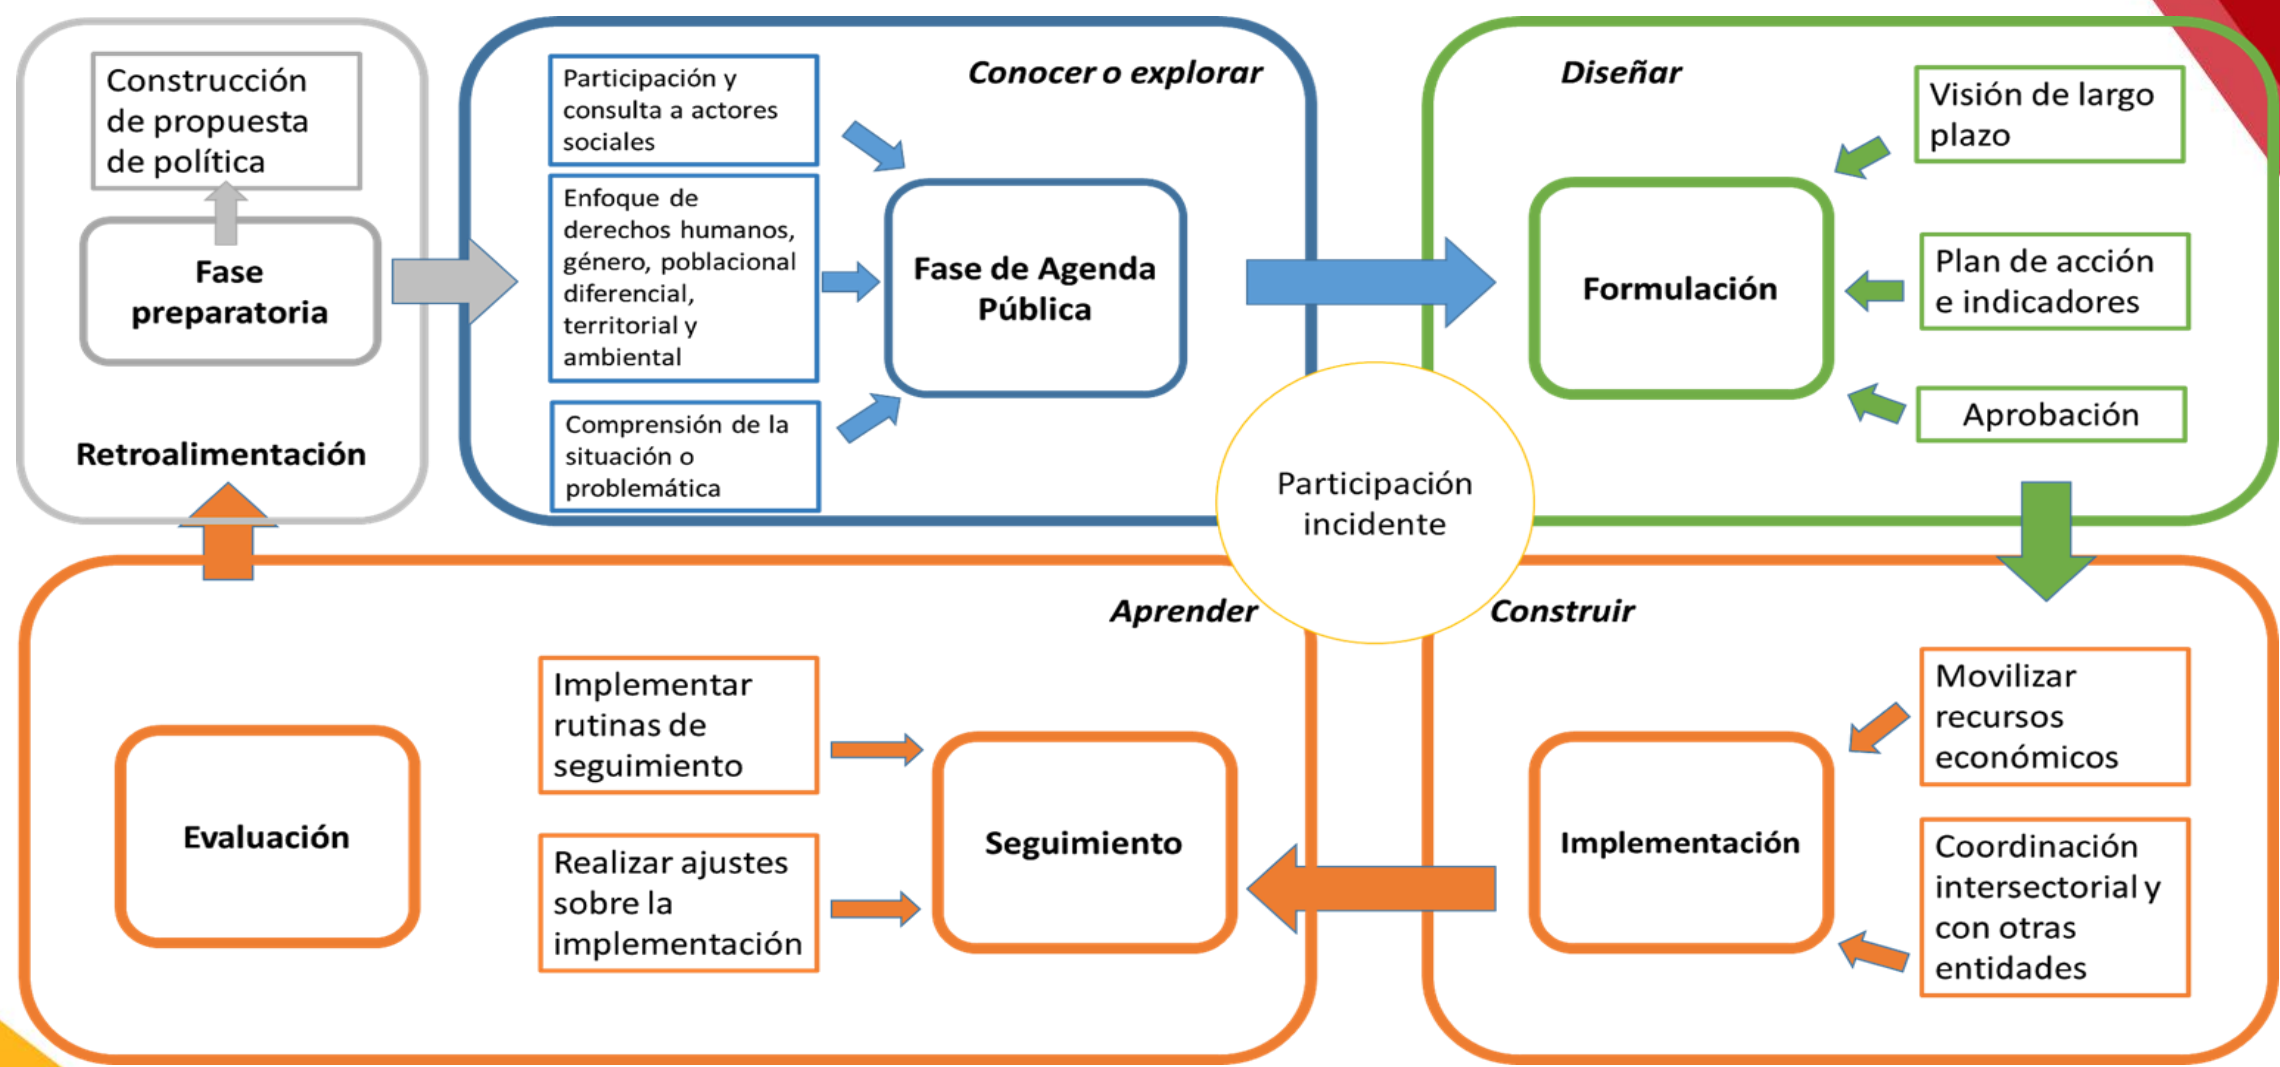 Construcción
de propuesta
de política
Fase
preparatoria
Retroalimentación
Conocer o explorar
Participación y
consulta a actores
sociales
Enfoque de
derechos humanos,
género, poblacional
diferencial,
territorial y
ambiental
Comprensión de la
situación o
problemática
Fase de Agenda
Pública
Diseñar
Formulación
Visión de largo
plazo
Plan de acción
e indicadores
Aprobación
Participación
incidente
Construir
Movilizar
recursos
económicos
Coordinación
intersectorial y
con otras
entidades
Implementación
Aprender
Implementar
rutinas de
seguimiento
Realizar ajustes
sobre la
implementación
Seguimiento
Evaluación